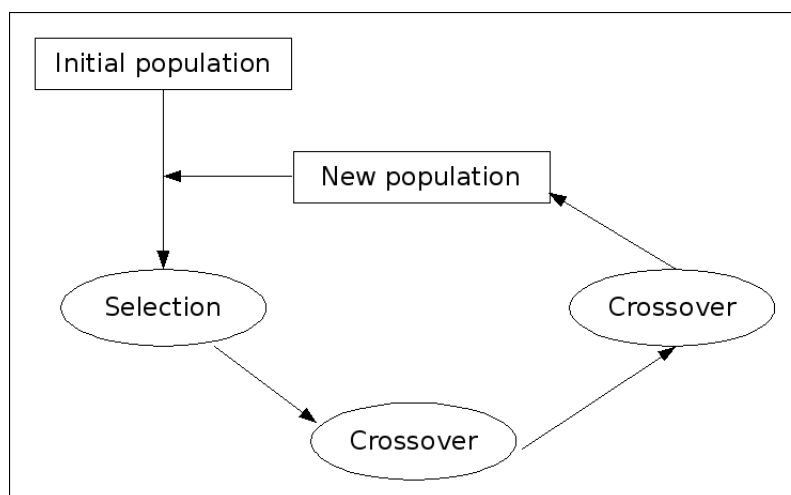 Initial population
New population
Selection
Crossover
Crossover